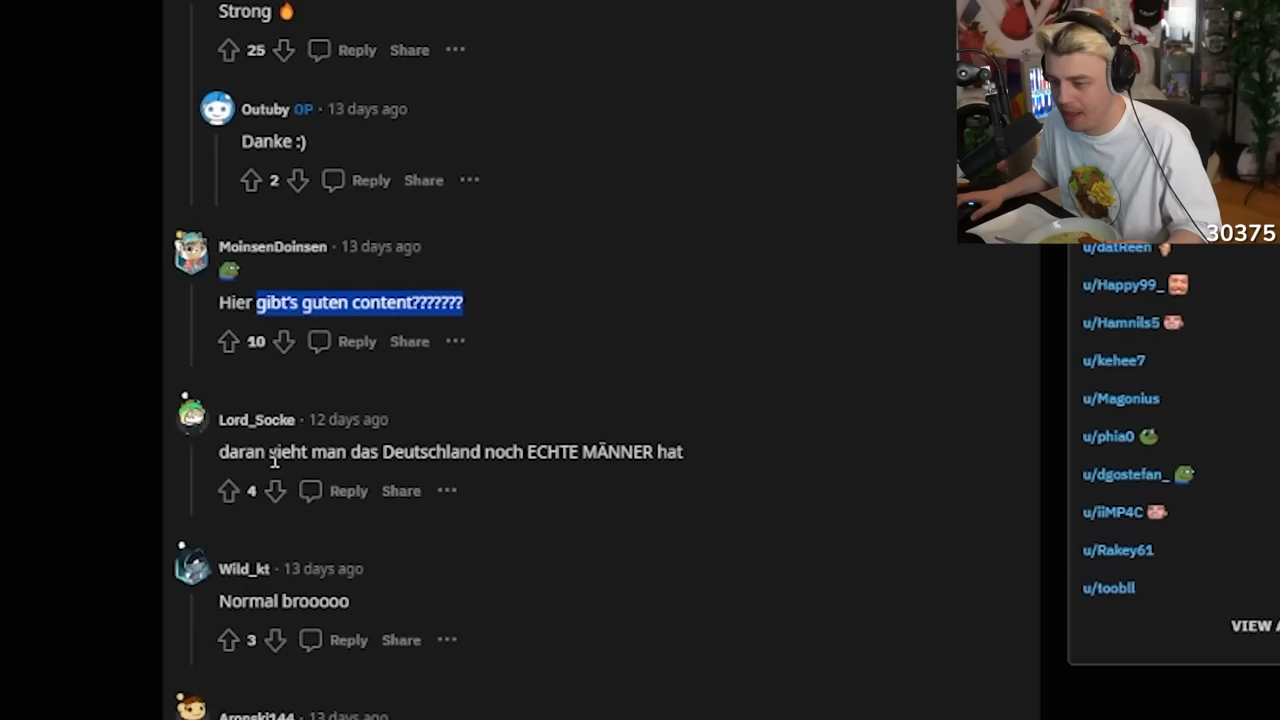 Strong
25 Reply Share
Outuby OP · 13 days ago
Danke :)
2 Reply Share
MoinsenDoinsen · 13 days ago
Hier gibt's guten content???????
10 Reply Share
Lord_Socke · 12 days ago
daran sieht man das Deutschland noch ECHTE MÄNNER hat
4 Reply Share
Wild_kt · 13 days ago
Normal brooooo
3 Reply Share
Aronski144 · 13 days ago
30375
u/datReen
u/Happy99_
u/Hamnils5
u/kehee7
u/Magonius
u/phia0
u/dgostefan_
u/iiMP4C
u/Rakey61
u/toobll
VIEW A